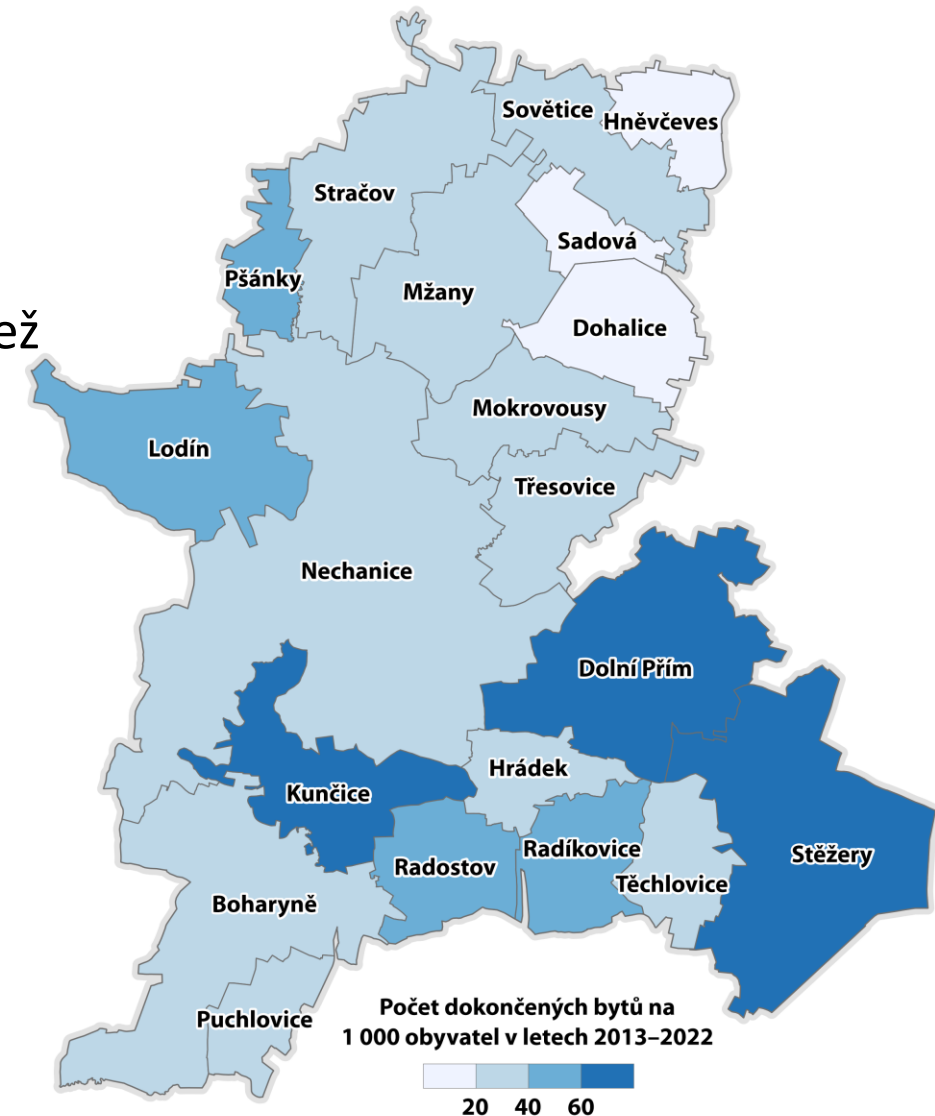 Sovětice
Hněvčeves
Stračov
Sadová
Pšánky
Mžany
Dohalice
ež
Mokrovousy
Lodín
Třesovice
Nechanice
Dolní Přím
Hrádek
Kunčice
Radíkovice
Stěžery
Radostov
Těchlovice
Boharyně
Puchlovice
Počet dokončených bytů na
1 000 obyvatel v letech 2013–2022
20 40 60